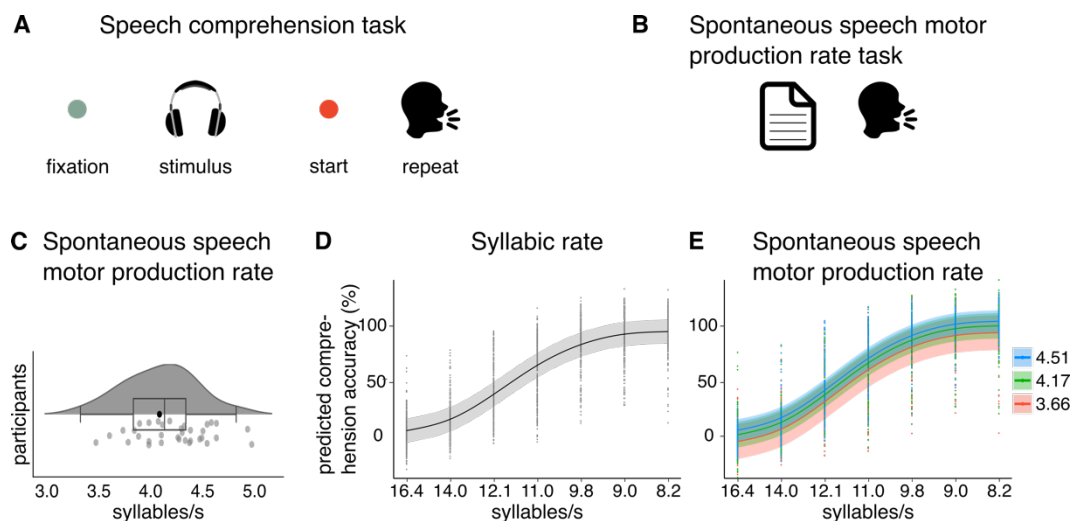 A Speech comprehension task
fixation
stimulus
start
repeat
B Spontaneous speech motor
production rate task
C Spontaneous speech
motor production rate
participants
3.0 3.5 4.0 4.5 5.0
syllables/s
D Syllabic rate
predicted compre-
hension accuracy (%)
100
50
0
16.4 14.0 12.1 11.0 9.8 9.0 8.2
syllables/s
E Spontaneous speech
motor production rate
100
50
0
16.4 14.0 12.1 11.0 9.8 9.0 8.2
syllables/s
4.51
4.17
3.66